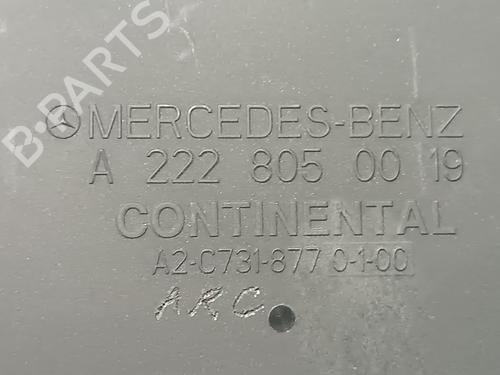 B-PARTS
MERCEDES-BENZ
A 222 805 00 19
CONTINENTAL
A2-C731-877 0-1-00
ARC